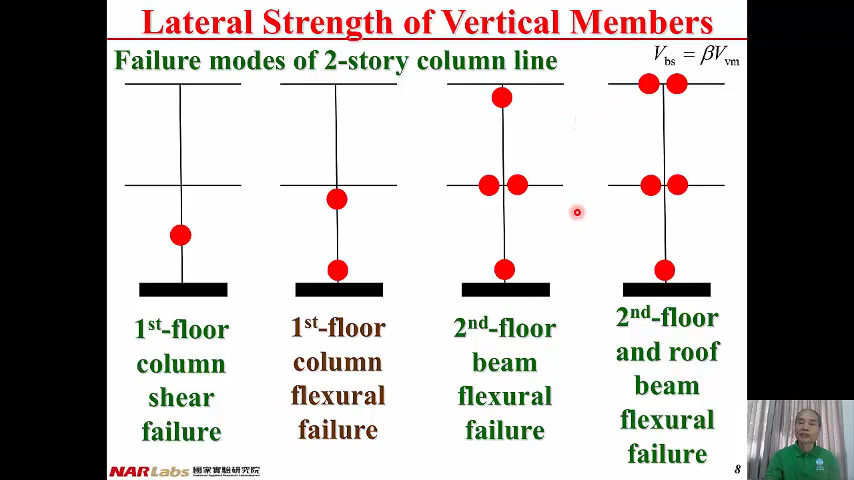 Lateral Strength of Vertical Members
Failure modes of 2-story column line
V_bs = βV_vm
1st-floor
column
shear
failure
1st-floor
column
flexural
failure
2nd-floor
beam
flexural
failure
2nd-floor
and roof
beam
flexural
failure
NARLabs 國家實驗研究院
8